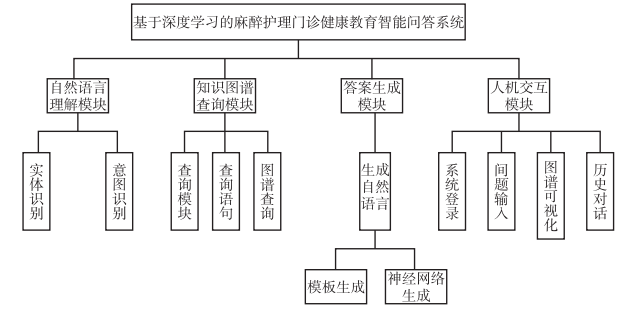 基于深度学习的麻醉护理门诊健康教育智能问答系统
自然语言
理解模块
知识图谱
查询模块
答案生成
模块
人机交互
模块
实体识别
意图识别
查询模块
查询语句
图谱查询
生成
自然
语言
系统登录
问题输入
图谱可视化
历史对话
模板生成
神经网络
生成